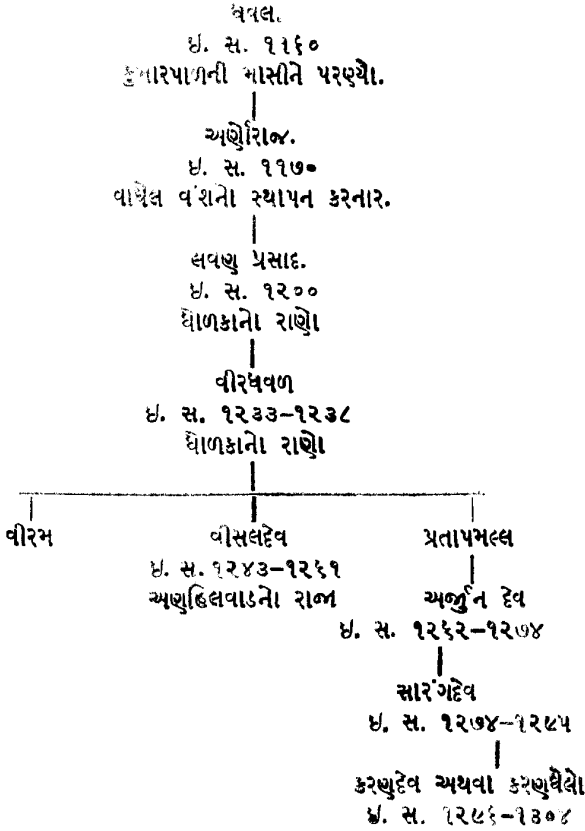 ધવલ.
ઇ. સ. ૧૧૬૦
કુમારપાળની માસીને પરણ્યો.
અર્ણોરાજ.
ઇ. સ. ૧૧૭૦
વાઘેલ વંશનો સ્થાપન કરનાર.
લવણ પ્રસાદ.
ઇ. સ. ૧૨૦૦
ધોળકાનો રાણો
વીરધવળ
ઇ. સ. ૧૨૩૩-૧૨૩૮
ધોળકાનો રાણો
વીરમ વીસલદેવ પ્રતાપમલ્લ
ઇ. સ. ૧૨૪૩-૧૨૬૧
અણહિલવાડનો રાજા અર્જુન દેવ
ઇ. સ. ૧૨૬૨-૧૨૭૪
સારંગદેવ
ઇ. સ. ૧૨૭૪-૧૨૯૫
કરણદેવ અથવા કરણઘેલો
ઇ. સ. ૧૨૯૬-૧૩૦૪